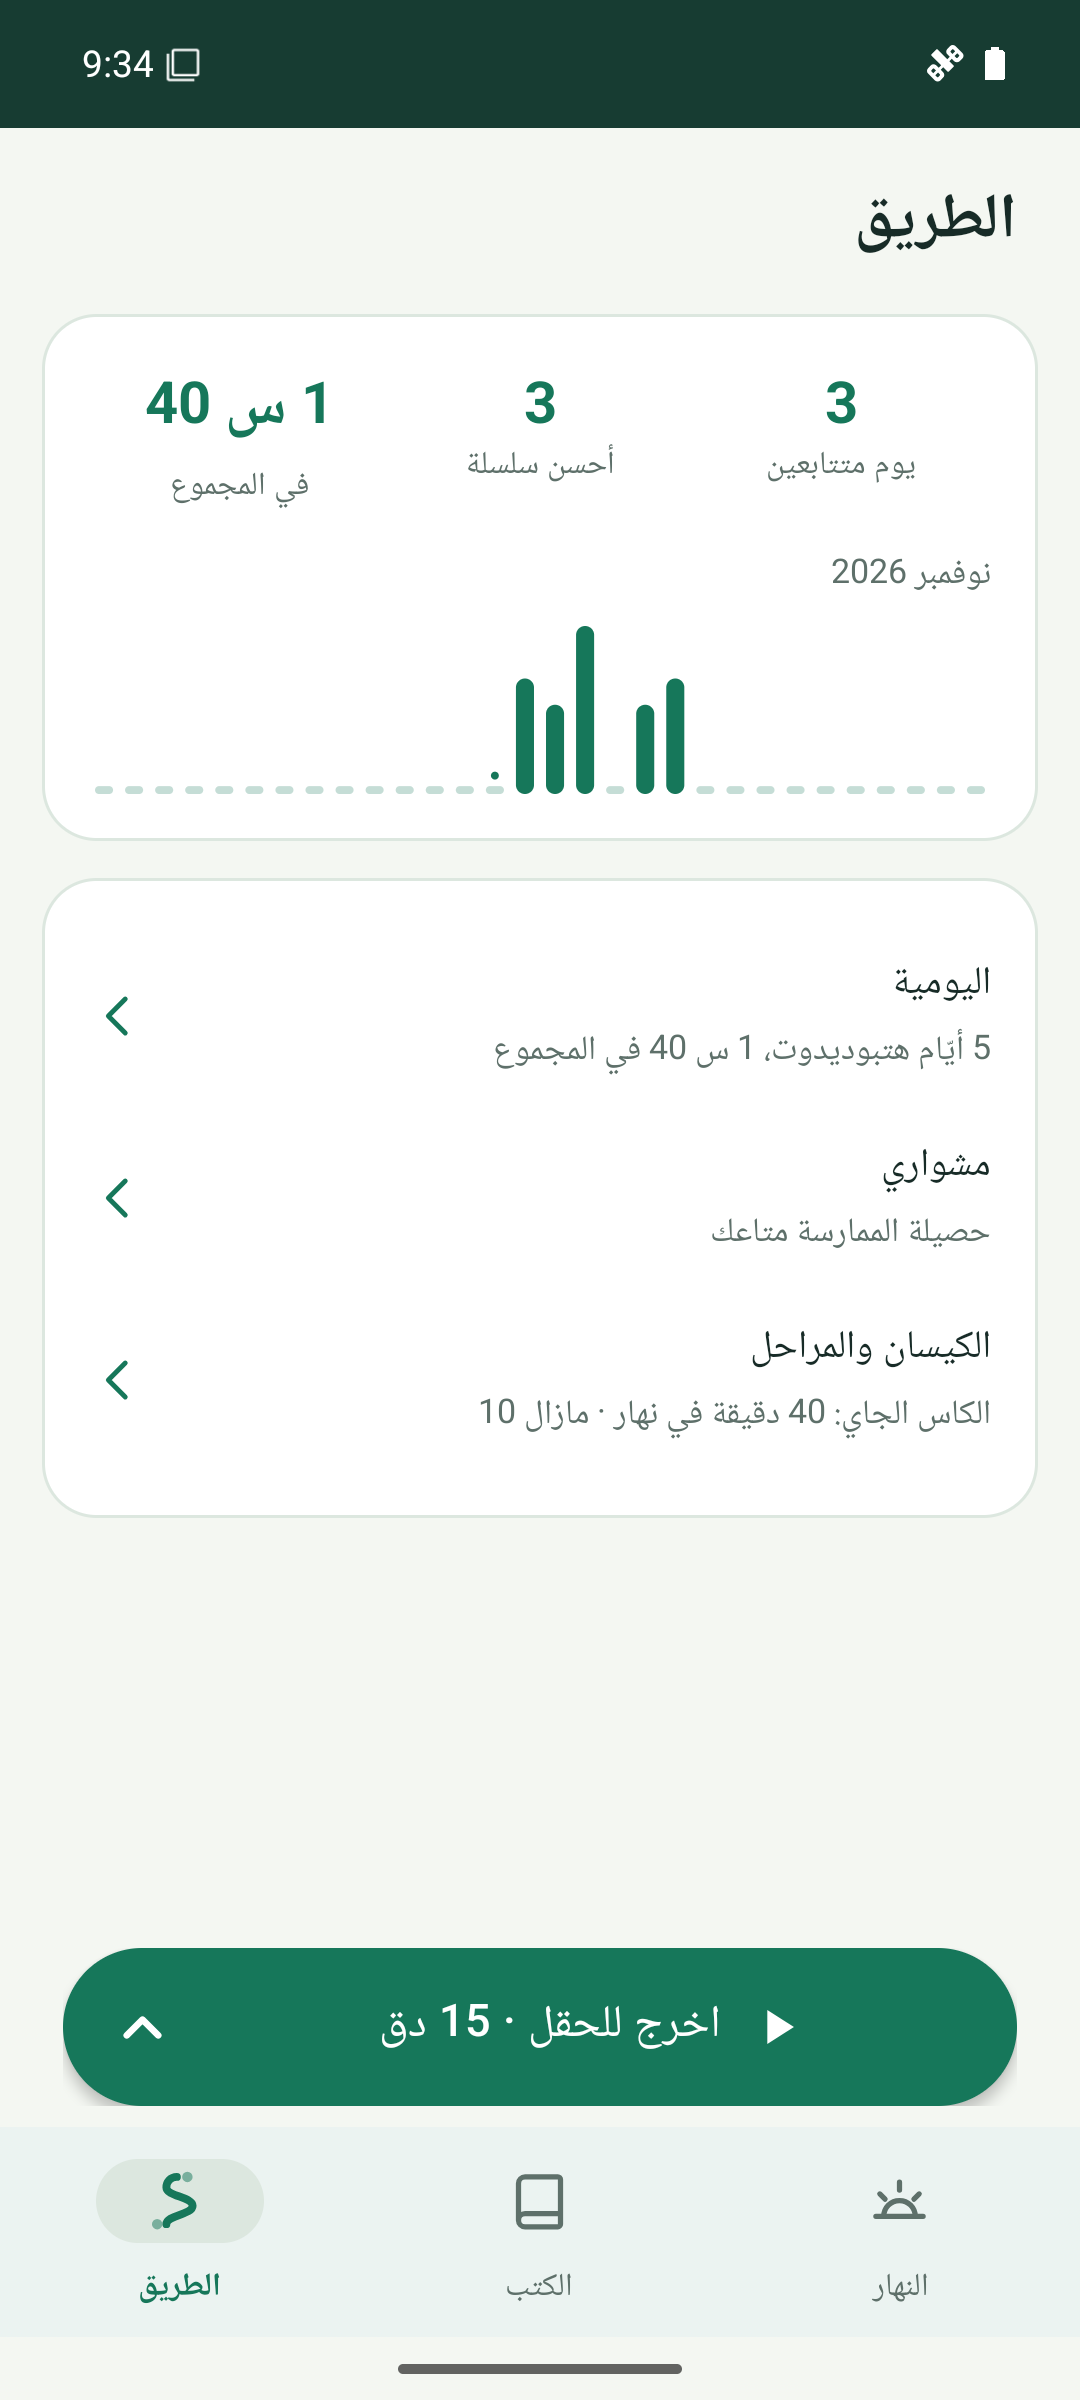 9:34
الطريق
3
يوم متتابعين
3
أحسن سلسلة
1 س 40
في المجموع
نوفمبر 2026
اليومية
5 أيّام هتبوديدوت، 1 س 40 في المجموع
مشواري
حصيلة الممارسة متاعك
الكيسان والمراحل
الكاس الجاي: 40 دقيقة في نهار · مازال 10
اخرج للحقل · 15 دق
النهار
الكتب
الطريق